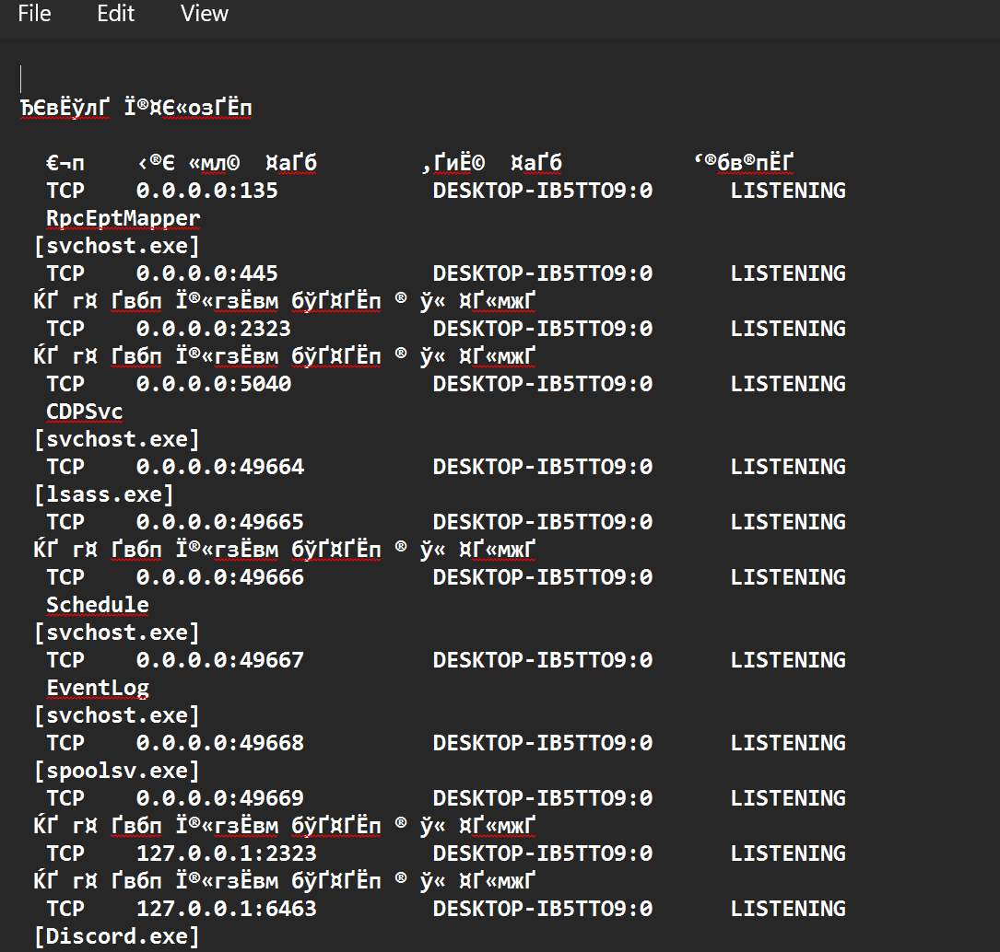 File Edit View
ЂЄвЁўлҐ Ї®¤Є«озҐЁп
€¬п ‹®Є «мл© ¤аҐб ‚ҐиЁ© ¤аҐб ‘®бв®пЁҐ
TCP 0.0.0.0:135 DESKTOP-IB5TTO9:0 LISTENING
RpcEptMapper
[svchost.exe]
TCP 0.0.0.0:445 DESKTOP-IB5TTO9:0 LISTENING
ЌҐ г¤ Ґвбп Ї®«гзЁвм бўҐ¤ҐЁп ® ў« ¤Ґ«мжҐ
TCP 0.0.0.0:2323 DESKTOP-IB5TTO9:0 LISTENING
ЌҐ г¤ Ґвбп Ї®«гзЁвм бўҐ¤ҐЁп ® ў« ¤Ґ«мжҐ
TCP 0.0.0.0:5040 DESKTOP-IB5TTO9:0 LISTENING
CDPSvc
[svchost.exe]
TCP 0.0.0.0:49664 DESKTOP-IB5TTO9:0 LISTENING
[lsass.exe]
TCP 0.0.0.0:49665 DESKTOP-IB5TTO9:0 LISTENING
ЌҐ г¤ Ґвбп Ї®«гзЁвм бўҐ¤ҐЁп ® ў« ¤Ґ«мжҐ
TCP 0.0.0.0:49666 DESKTOP-IB5TTO9:0 LISTENING
Schedule
[svchost.exe]
TCP 0.0.0.0:49667 DESKTOP-IB5TTO9:0 LISTENING
EventLog
[svchost.exe]
TCP 0.0.0.0:49668 DESKTOP-IB5TTO9:0 LISTENING
[spoolsv.exe]
TCP 0.0.0.0:49669 DESKTOP-IB5TTO9:0 LISTENING
ЌҐ г¤ Ґвбп Ї®«гзЁвм бўҐ¤ҐЁп ® ў« ¤Ґ«мжҐ
TCP 127.0.0.1:2323 DESKTOP-IB5TTO9:0 LISTENING
ЌҐ г¤ Ґвбп Ї®«гзЁвм бўҐ¤ҐЁп ® ў« ¤Ґ«мжҐ
TCP 127.0.0.1:6463 DESKTOP-IB5TTO9:0 LISTENING
[Discord.exe]